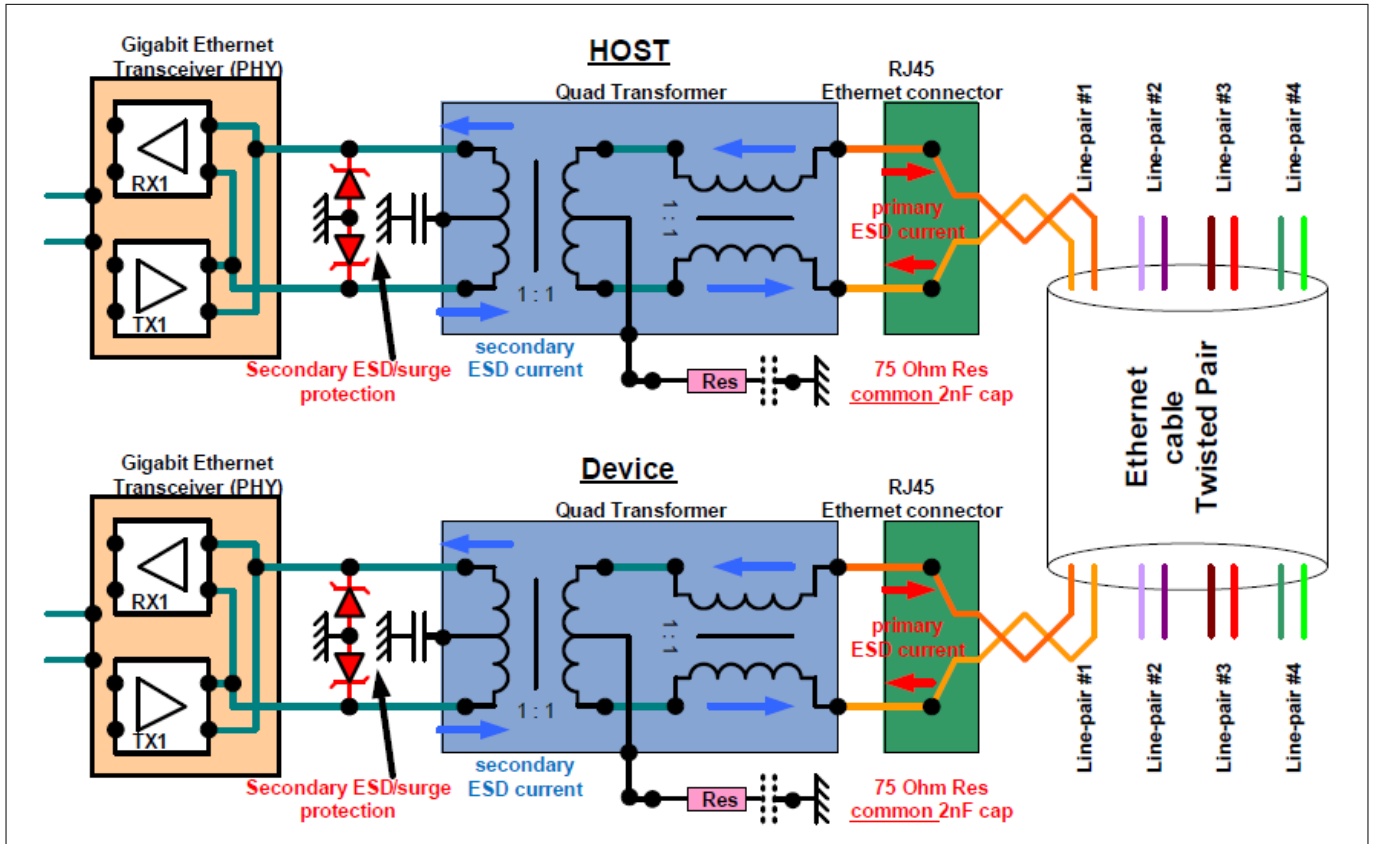 HOST
Gigabit Ethernet
Transceiver (PHY)
Quad Transformer
RJ45
Ethernet connector
Line-pair #1
Line-pair #2
Line-pair #3
Line-pair #4
RX1
TX1
1 : 1
1 : 1
primary
ESD current
Secondary ESD/surge
protection
secondary
ESD current
Res
75 Ohm Res
common 2nF cap
Ethernet
cable
Twisted Pair
Device
Gigabit Ethernet
Transceiver (PHY)
Quad Transformer
RJ45
Ethernet connector
RX1
TX1
1 : 1
1 : 1
primary
ESD current
Secondary ESD/surge
protection
secondary
ESD current
Res
75 Ohm Res
common 2nF cap
Line-pair #1
Line-pair #2
Line-pair #3
Line-pair #4